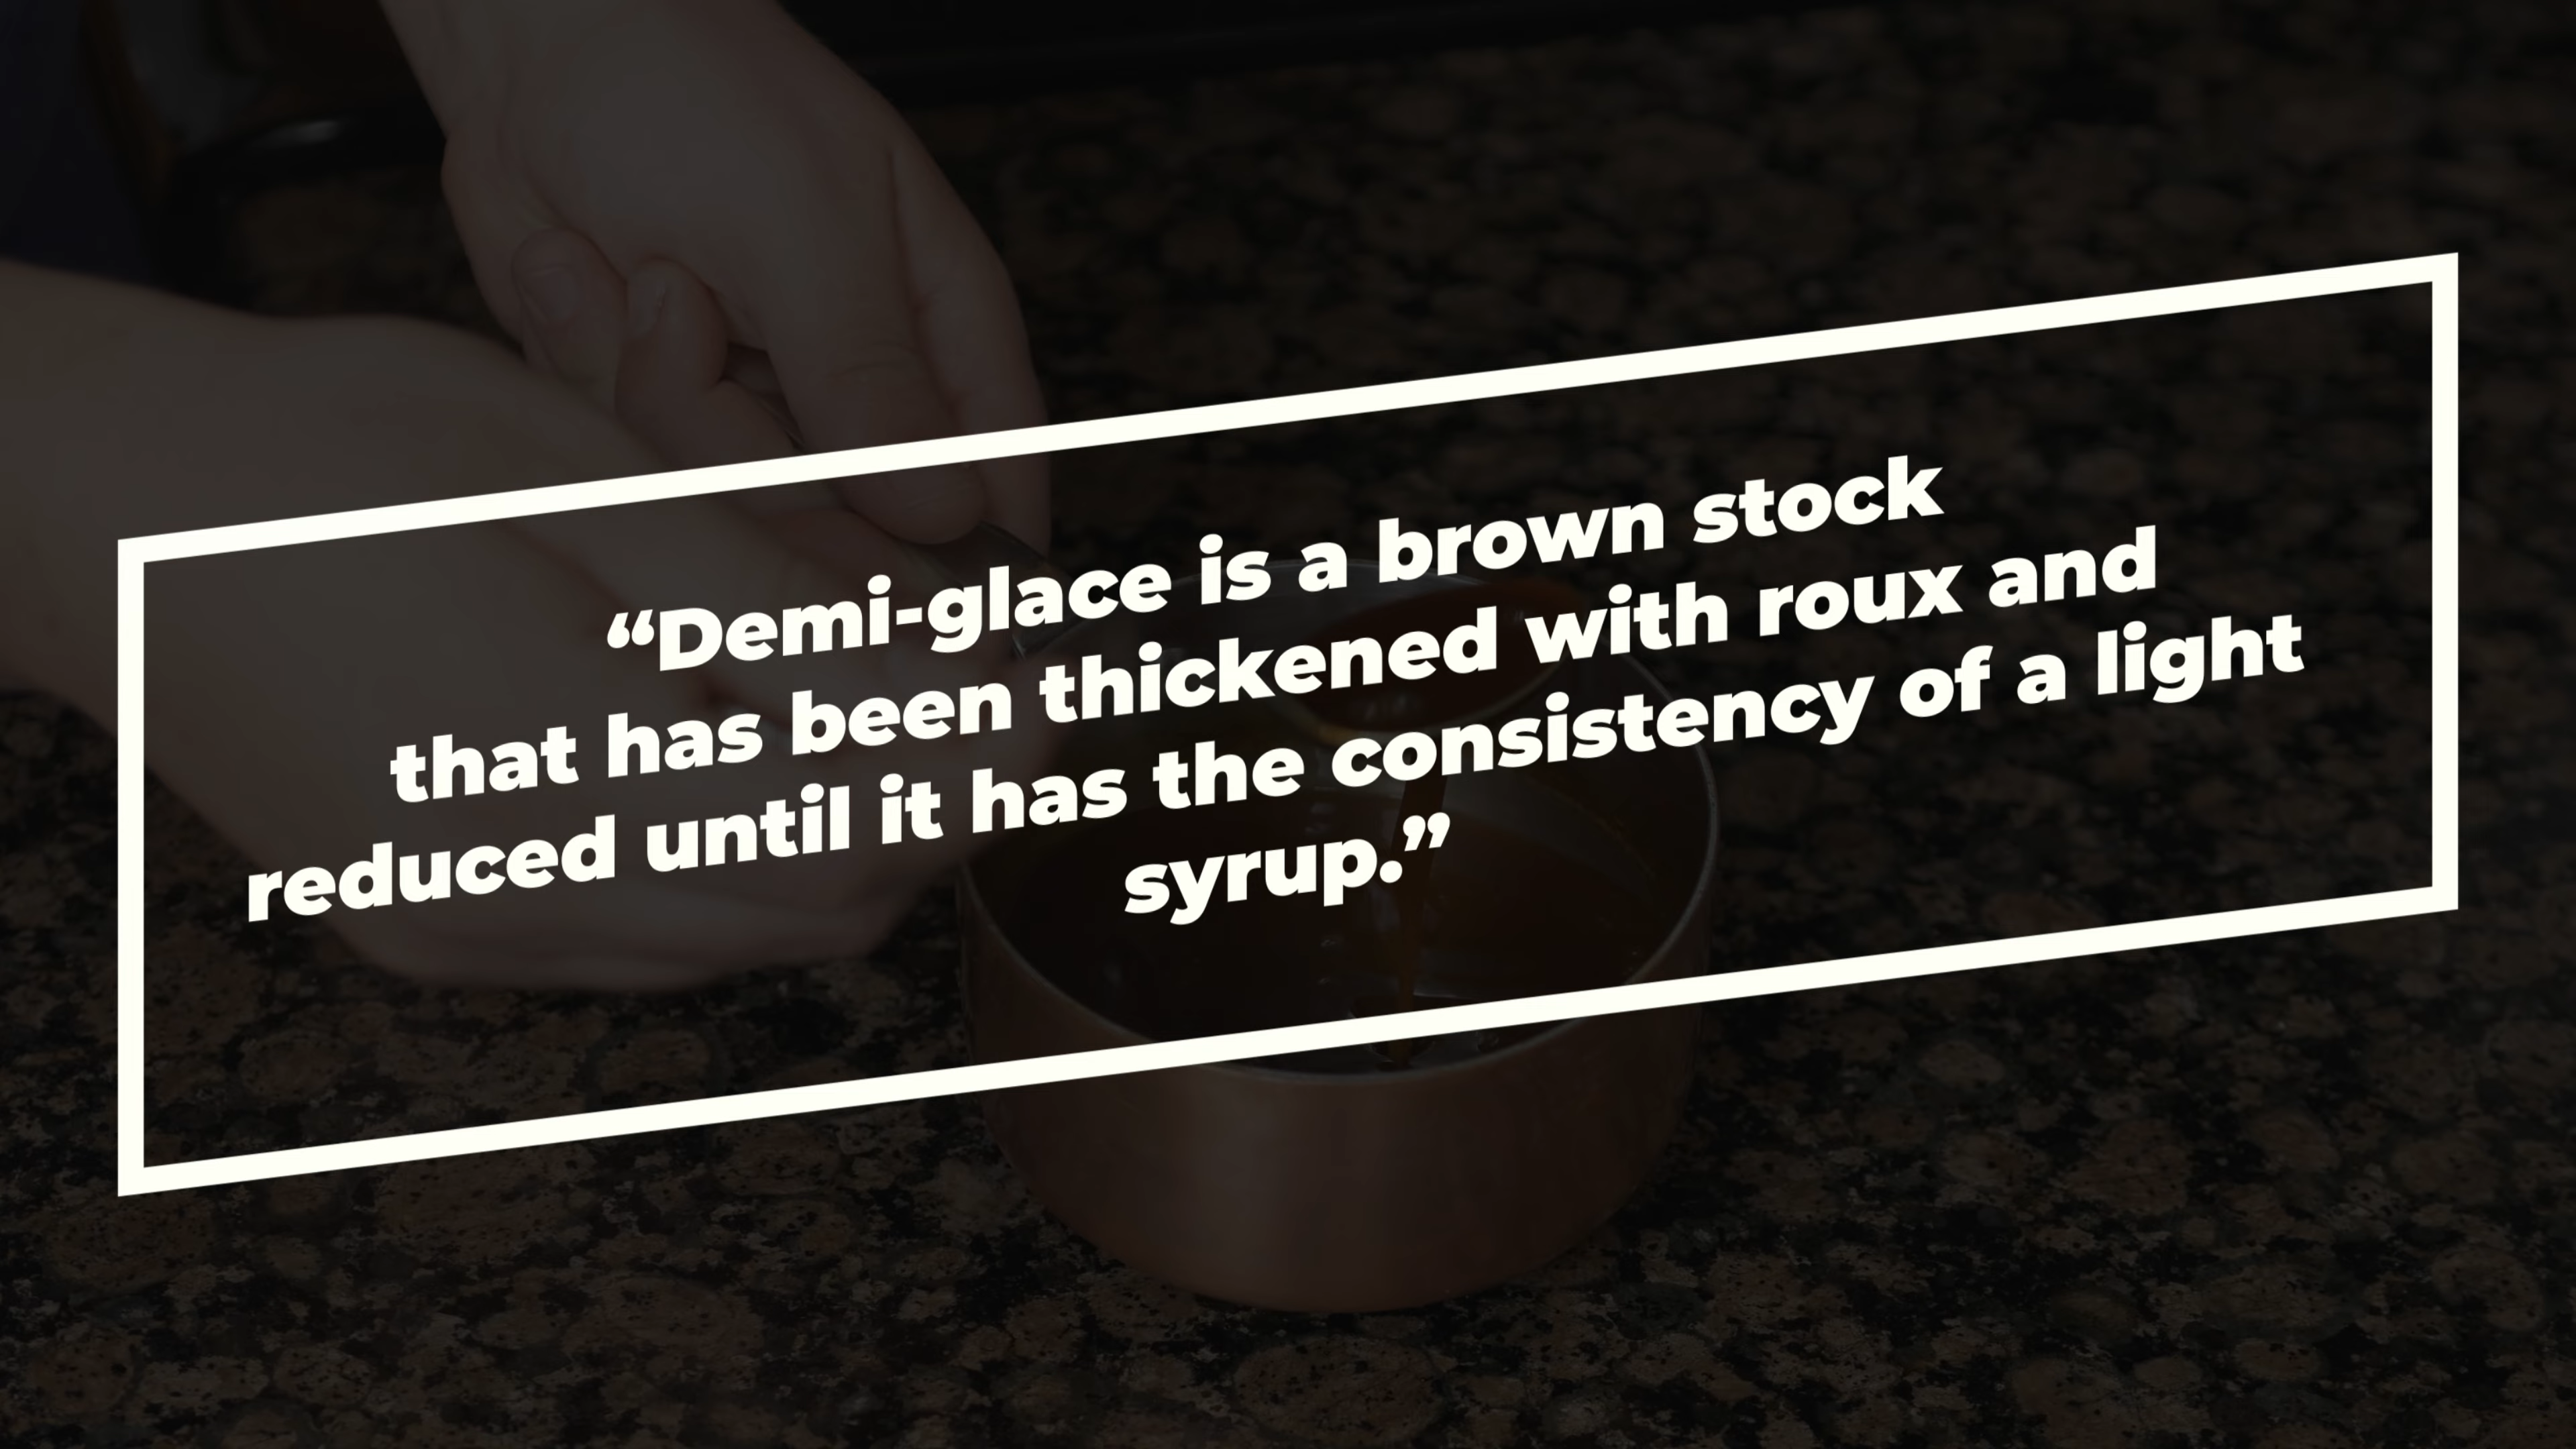 “Demi-glace is a brown stock
that has been thickened with roux and
reduced until it has the consistency of a light
syrup.”